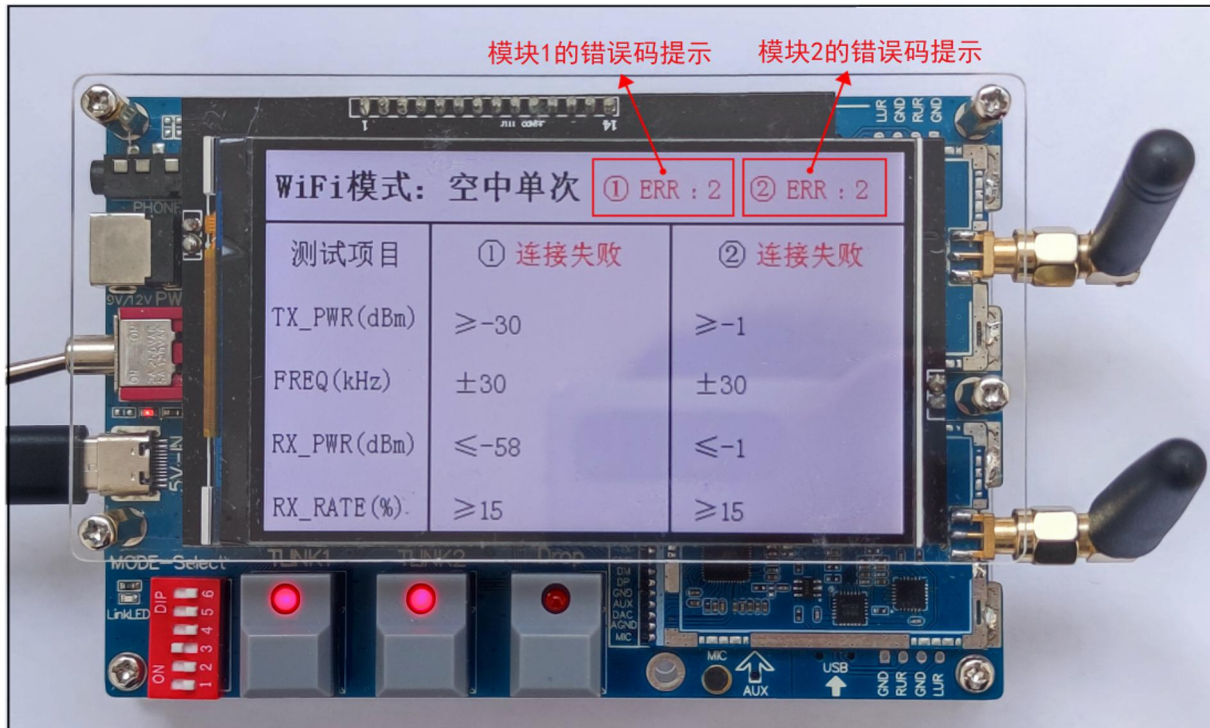 模块1的错误码提示
模块2的错误码提示
LUR
GND
RUR
GND
1
14
WiFi模式: 空中单次
① ERR : 2
② ERR : 2
测试项目
① 连接失败
② 连接失败
TX_PWR(dBm)
≥-30
≥-1
FREQ(kHz)
±30
±30
RX_PWR(dBm)
≤-58
≤-1
RX_RATE(%)
≥15
≥15
PHONE
9V/12V PW
5V-IN
MODE-Select
TLINK1
TLINK2
Drop
LinkLED
DIP
ON
1 2 3 4 5 6
DM
DP
GND
AUX
DAC
AGND
MIC
MIC
AUX
USB
GND
RUR
GND
LUR